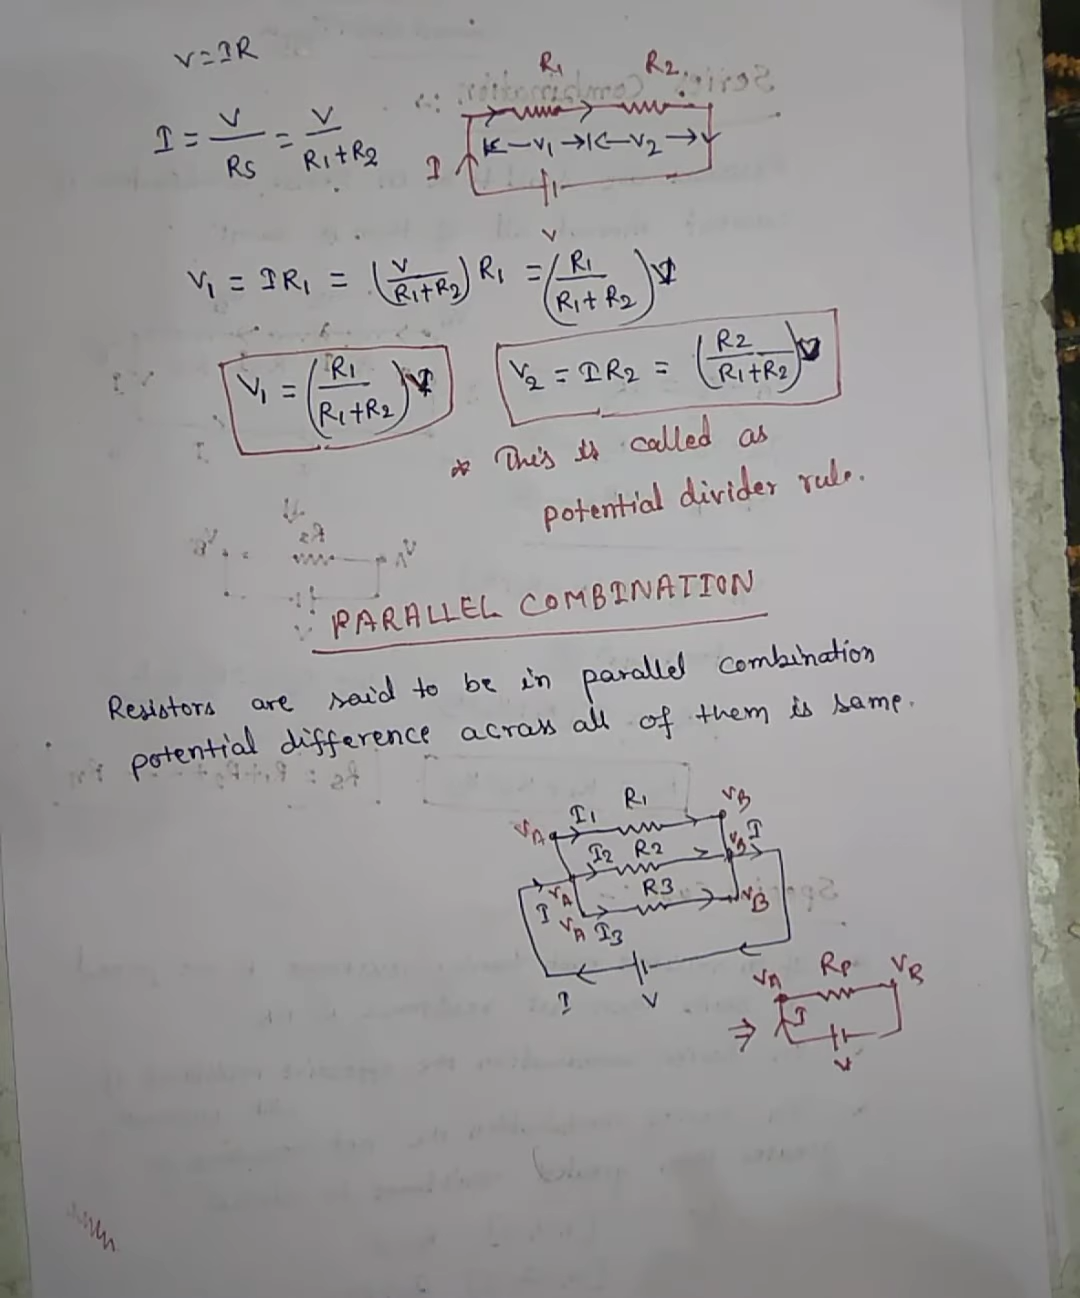 V = IR
I = V/RS = V/R1+R2
R1 R2
I
K—V1→K—V2→
V
V1 = IR1 = (V/R1+R2) R1 = (R1/R1+R2) V
V1 = (R1/R1+R2) V
V2 = IR2 = (R2/R1+R2) V
* This is called as
potential divider rule.
PARALLEL COMBINATION
Resistors are said to be in parallel combination
potential difference across all of them is same.
VA I1 R1 VB
I2 R2 VB I
I VA R3 VB
VA I3
I V
VA RP VB
⇒ I
V